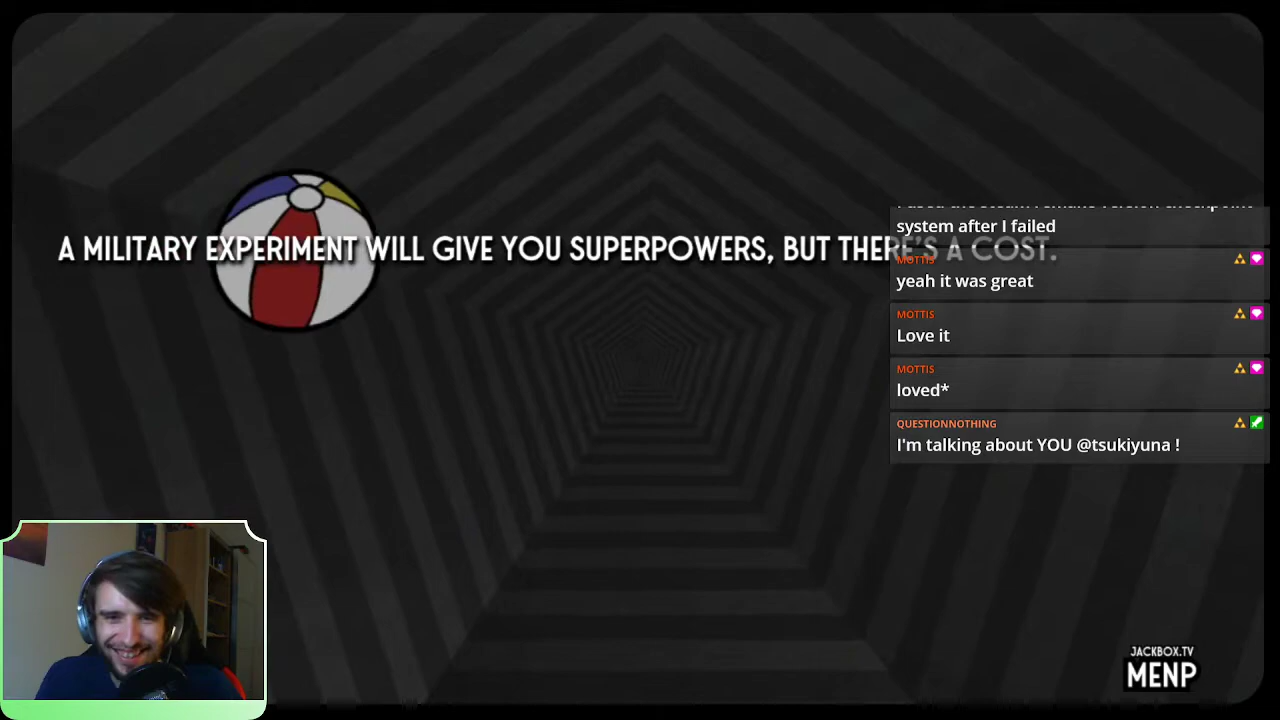 system after I failed
A MILITARY EXPERIMENT WILL GIVE YOU SUPERPOWERS, BUT THERE'S A COST.
MOTTIS
yeah it was great
MOTTIS
Love it
MOTTIS
loved*
QUESTIONNOTHING
I'm talking about YOU @tsukiyuna !
JACKBOX.TV
MENP